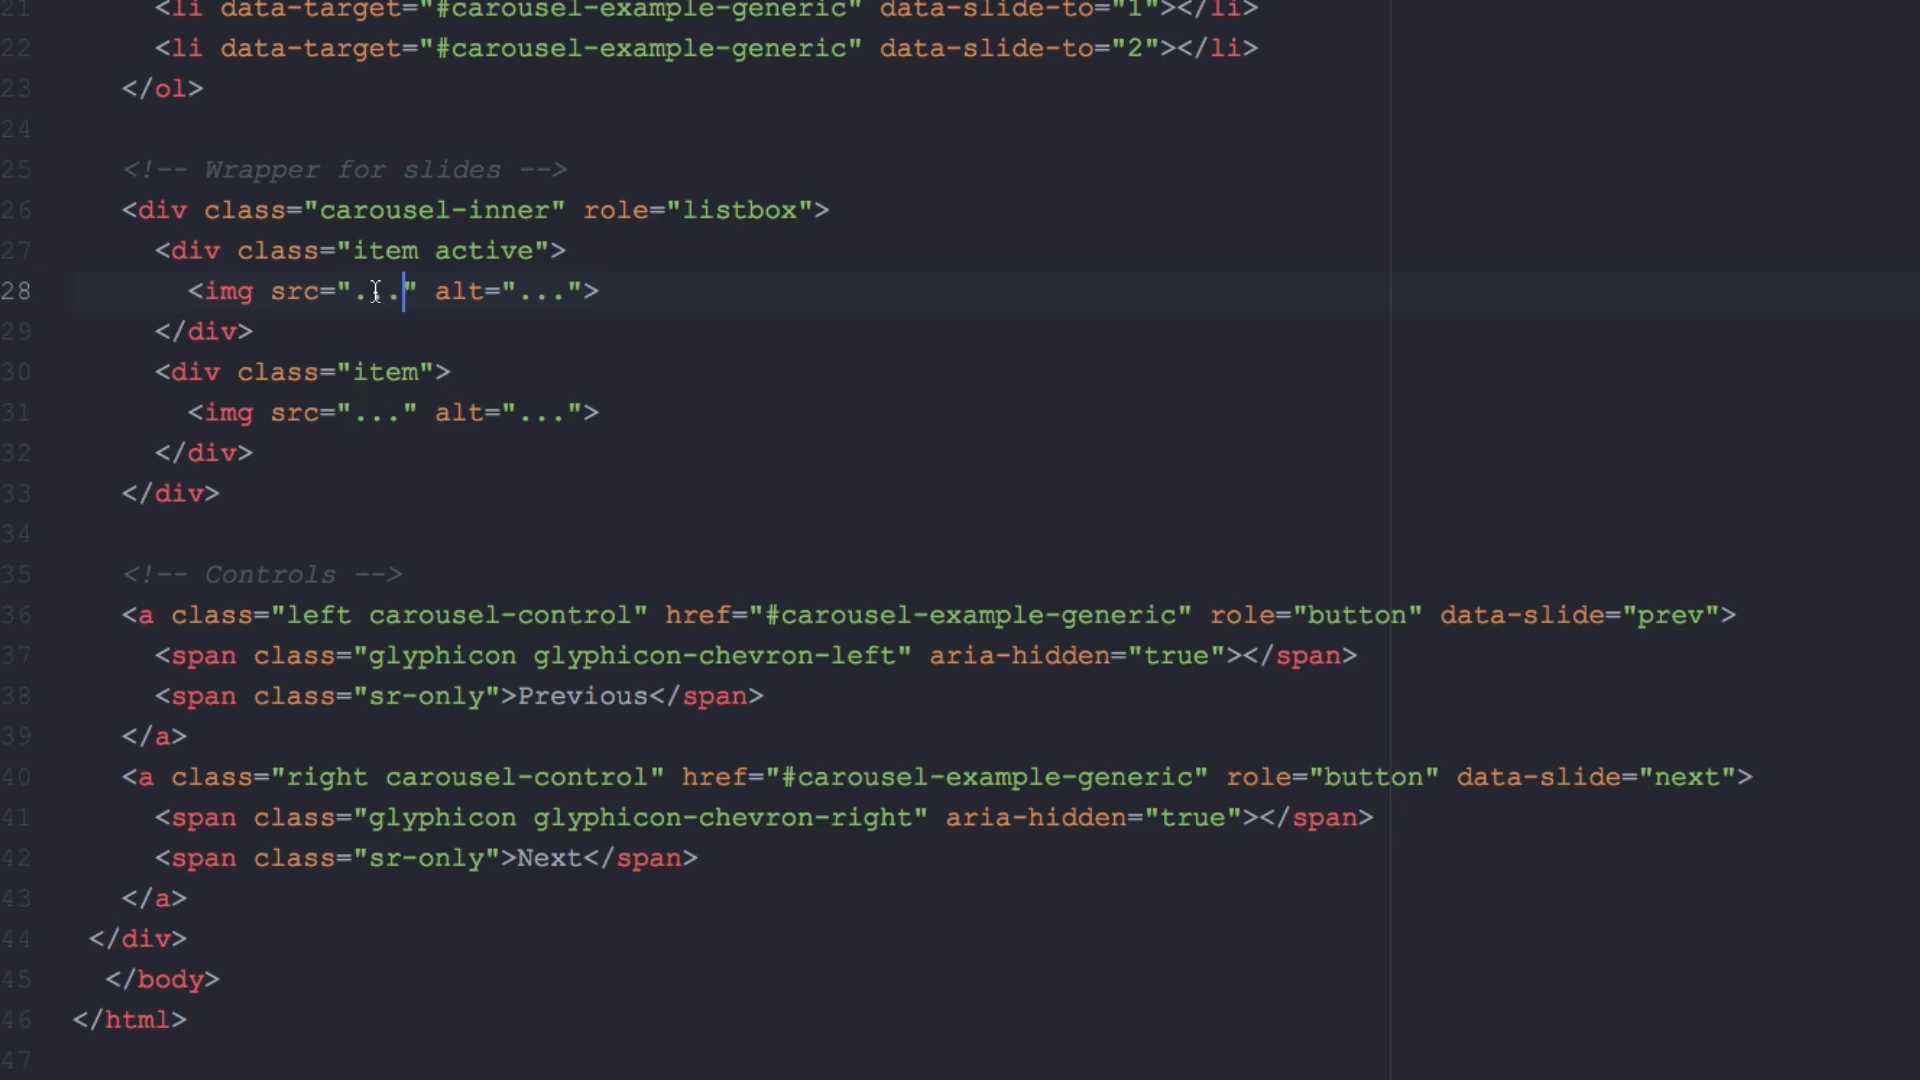 21 <li data-target="#carousel-example-generic" data-slide-to="1"></li>
22 <li data-target="#carousel-example-generic" data-slide-to="2"></li>
23 </ol>
24
25 <!-- Wrapper for slides -->
26 <div class="carousel-inner" role="listbox">
27 <div class="item active">
28 <img src="..." alt="...">
29 </div>
30 <div class="item">
31 <img src="..." alt="...">
32 </div>
33 </div>
34
35 <!-- Controls -->
36 <a class="left carousel-control" href="#carousel-example-generic" role="button" data-slide="prev">
37 <span class="glyphicon glyphicon-chevron-left" aria-hidden="true"></span>
38 <span class="sr-only">Previous</span>
39 </a>
40 <a class="right carousel-control" href="#carousel-example-generic" role="button" data-slide="next">
41 <span class="glyphicon glyphicon-chevron-right" aria-hidden="true"></span>
42 <span class="sr-only">Next</span>
43 </a>
44 </div>
45 </body>
46 </html>
47